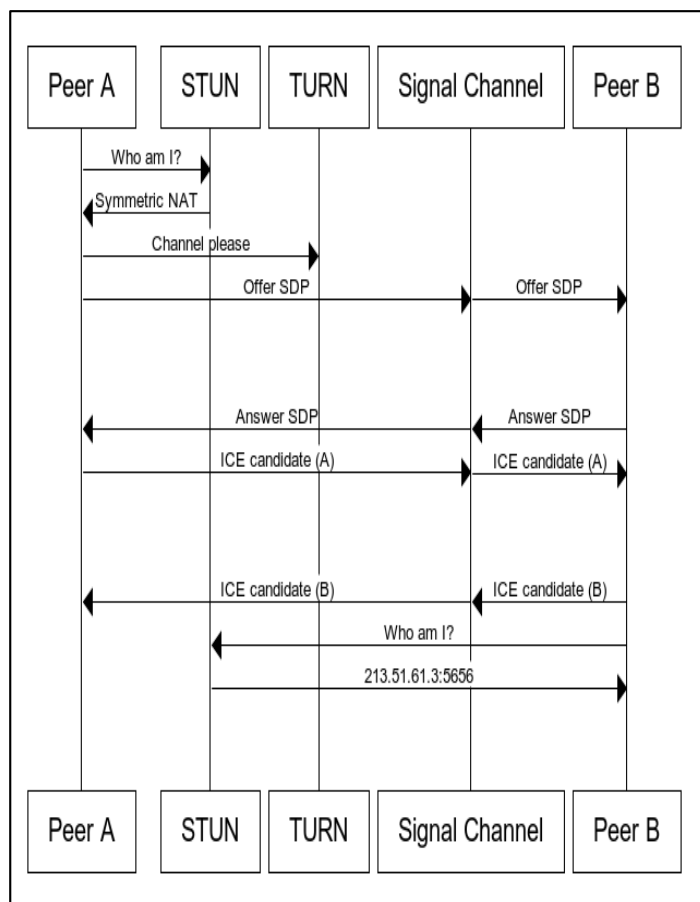 Peer A STUN TURN Signal Channel Peer B
Who am I?
Symmetric NAT
Channel please
Offer SDP Offer SDP
Answer SDP Answer SDP
ICE candidate (A) ICE candidate (A)
ICE candidate (B) ICE candidate (B)
Who am I?
213.51.61.3:5656
Peer A STUN TURN Signal Channel Peer B